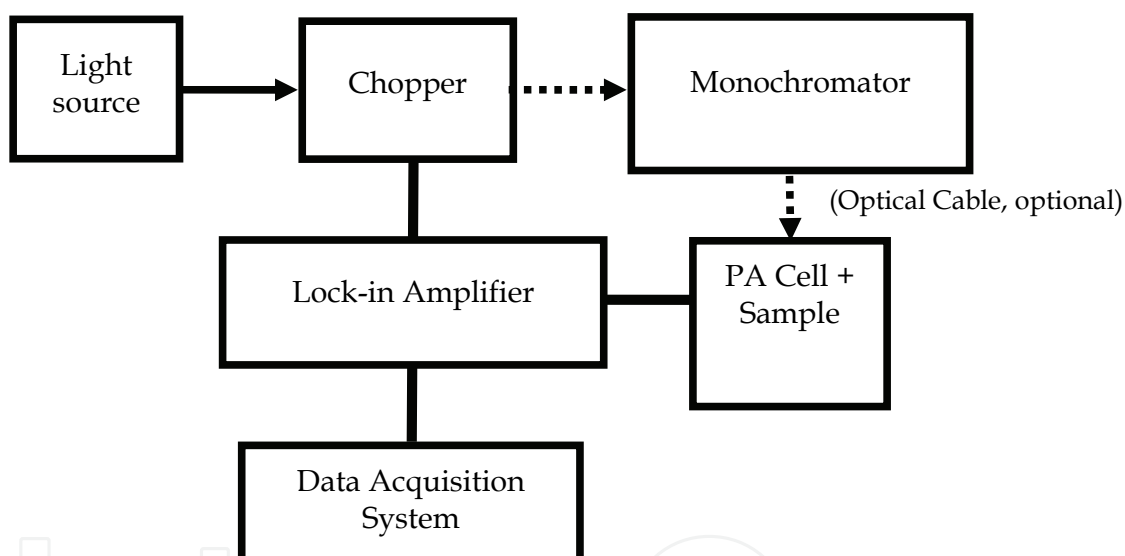 Light
source
Chopper
Monochromator
(Optical Cable, optional)
Lock-in Amplifier
PA Cell +
Sample
Data Acquisition
System